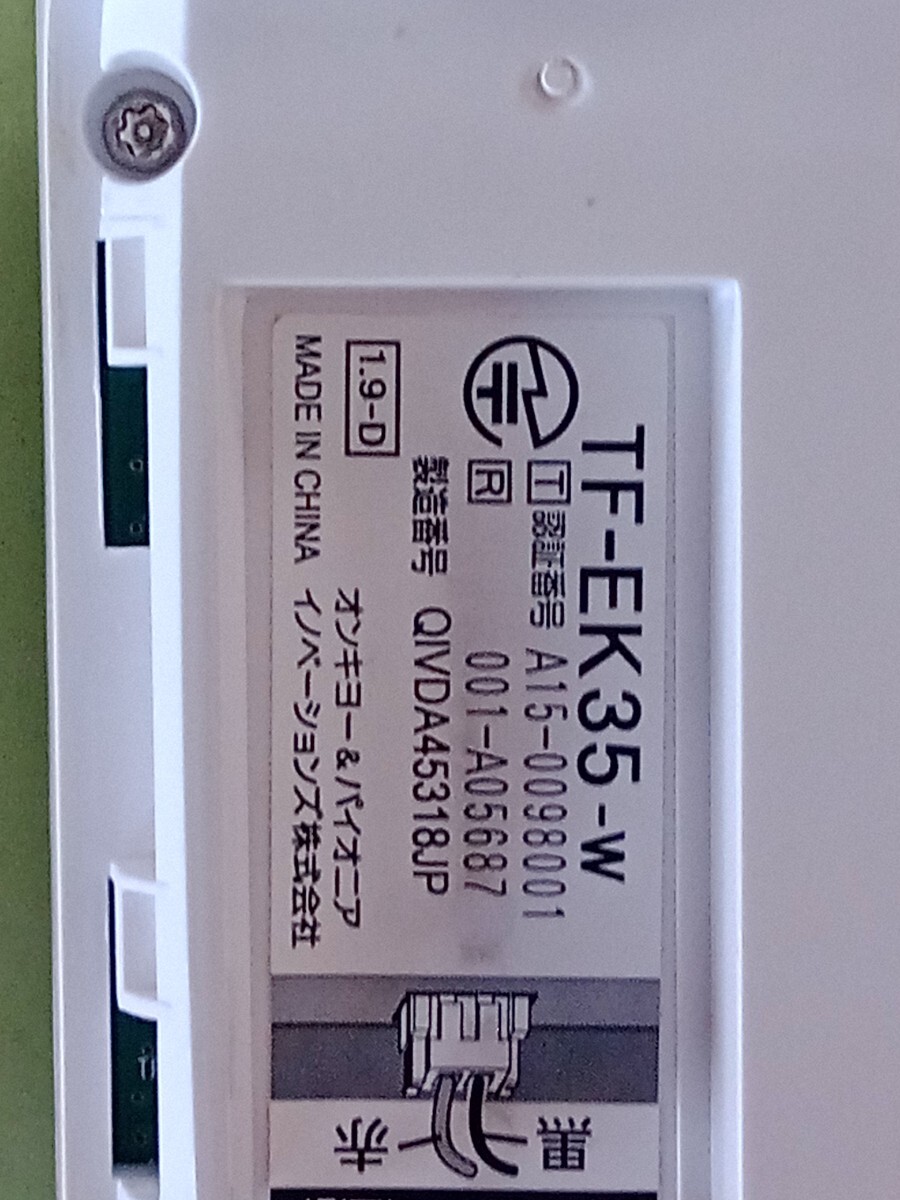 TF-EK35-W
T 認証番号 A15-0098001
R 001-A05687
製造番号 QIVDA45318JP
1.9-D
オンキヨー&パイオニア
MADE IN CHINA イノベーションズ株式会社
黒
赤